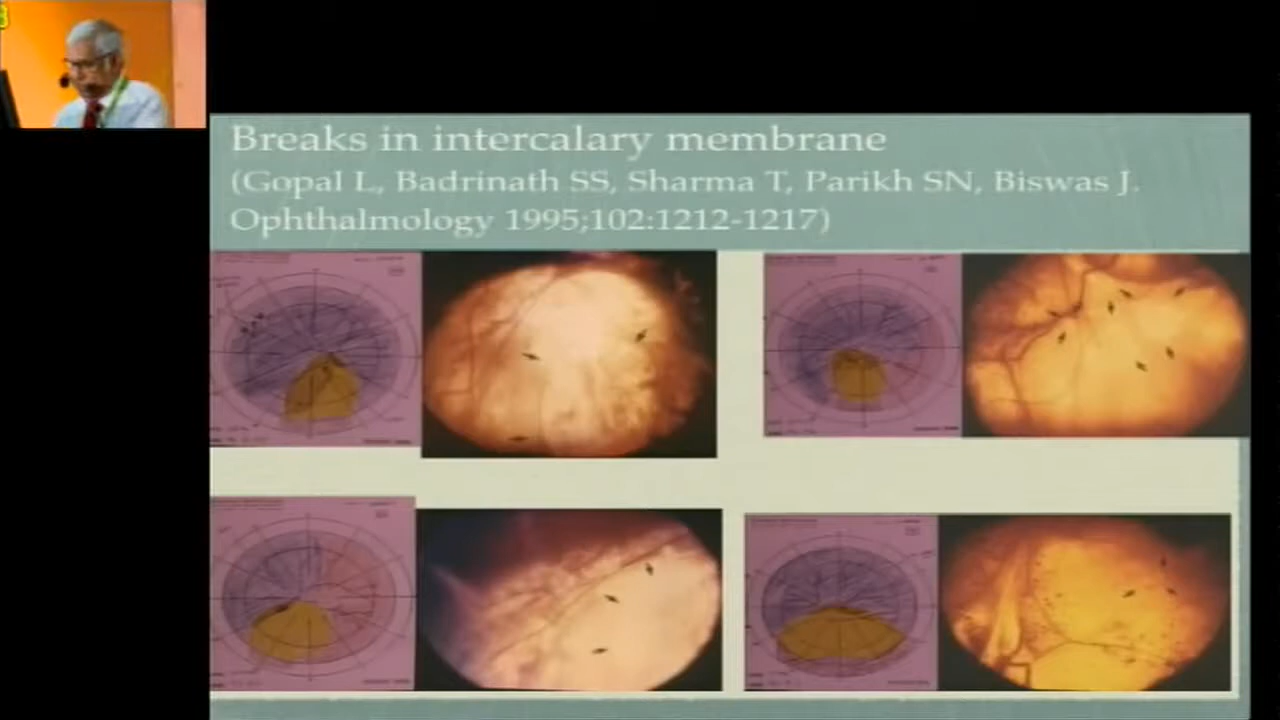 Breaks in intercalary membrane
(Gopal L, Badrinath SS, Sharma T, Parikh SN, Biswas J.
Ophthalmology 1995;102:1212-1217)